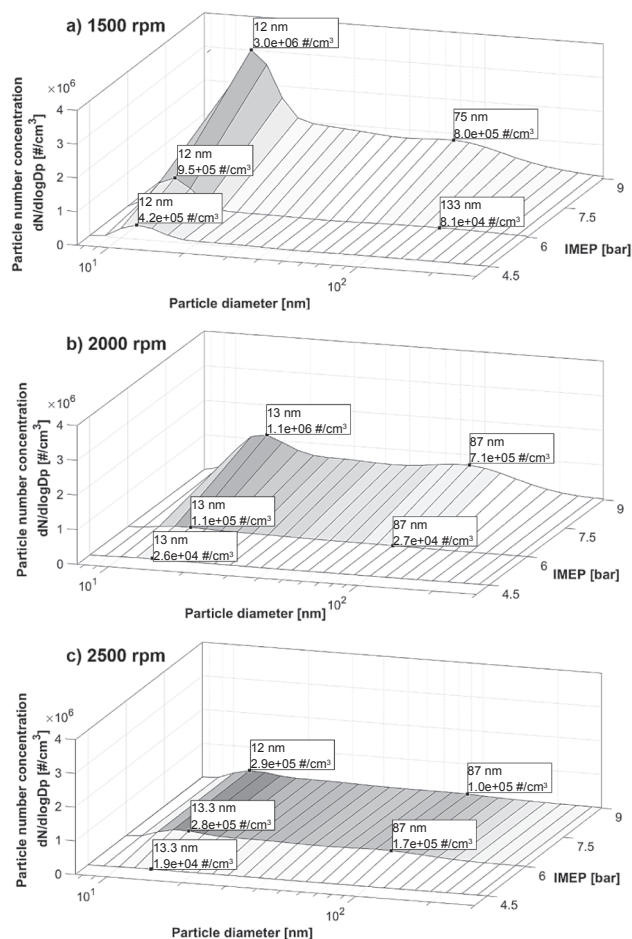 a) 1500 rpm
12 nm
3.0e+06 #/cm³
75 nm
8.0e+05 #/cm³
12 nm
9.5+05 #/cm³
12 nm
4.2e+05 #/cm³
133 nm
8.1e+04 #/cm³
×10⁶
4
3
2
1
0
Particle number concentration
dN/dlogDp [#/cm³]
10¹
10²
Particle diameter [nm]
4.5
6
7.5
9
IMEP [bar]
b) 2000 rpm
13 nm
1.1e+06 #/cm³
87 nm
7.1e+05 #/cm³
13 nm
1.1e+05 #/cm³
13 nm
2.6e+04 #/cm³
87 nm
2.7e+04 #/cm³
×10⁶
4
3
2
1
0
Particle number concentration
dN/dlogDp [#/cm³]
10¹
10²
Particle diameter [nm]
4.5
6
7.5
9
IMEP [bar]
c) 2500 rpm
12 nm
2.9e+05 #/cm³
87 nm
1.0e+05 #/cm³
13.3 nm
2.8e+05 #/cm³
13.3 nm
1.9e+04 #/cm³
87 nm
1.7e+05 #/cm³
×10⁶
4
3
2
1
0
Particle number concentration
dN/dlogDp [#/cm³]
10¹
10²
Particle diameter [nm]
4.5
6
7.5
9
IMEP [bar]